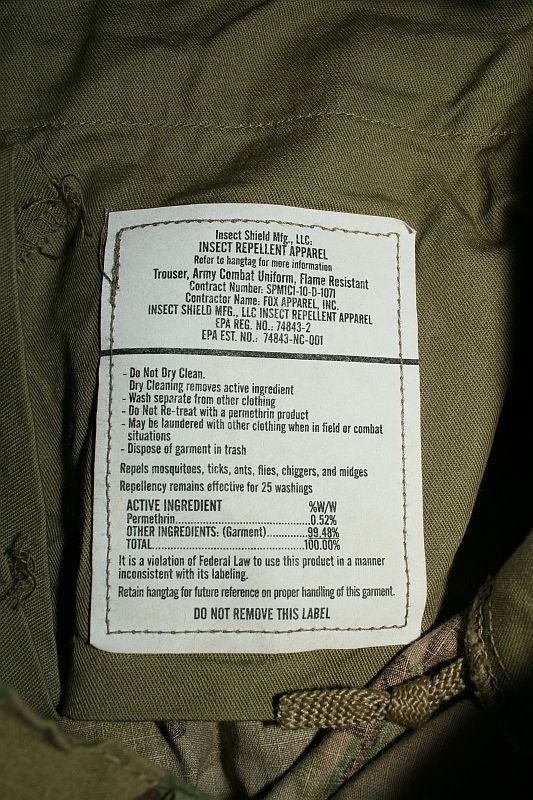 Insect Shield Mfg., LLC:
INSECT REPELLENT APPAREL
Refer to hangtag for more information
Trouser, Army Combat Uniform, Flame Resistant
Contract Number: SPM1C1-10-D-1071
Contractor Name: FOX APPAREL, INC.
INSECT SHIELD MFG., LLC INSECT REPELLENT APPAREL
EPA REG. NO.: 74843-2
EPA EST. NO.: 74843-NC-001
- Do Not Dry Clean.
Dry Cleaning removes active ingredient
- Wash separate from other clothing
- Do Not Re-treat with a permethrin product
- May be laundered with other clothing when in field or combat
situations
- Dispose of garment in trash
Repels mosquitoes, ticks, ants, flies, chiggers, and midges
Repellency remains effective for 25 washings
ACTIVE INGREDIENT %W/W
Permethrin...............................................0.52%
OTHER INGREDIENTS: (Garment)..............99.48%
TOTAL......................................................100.00%
It is a violation of Federal Law to use this product in a manner
inconsistent with its labeling.
Retain hangtag for future reference on proper handling of this garment.
DO NOT REMOVE THIS LABEL